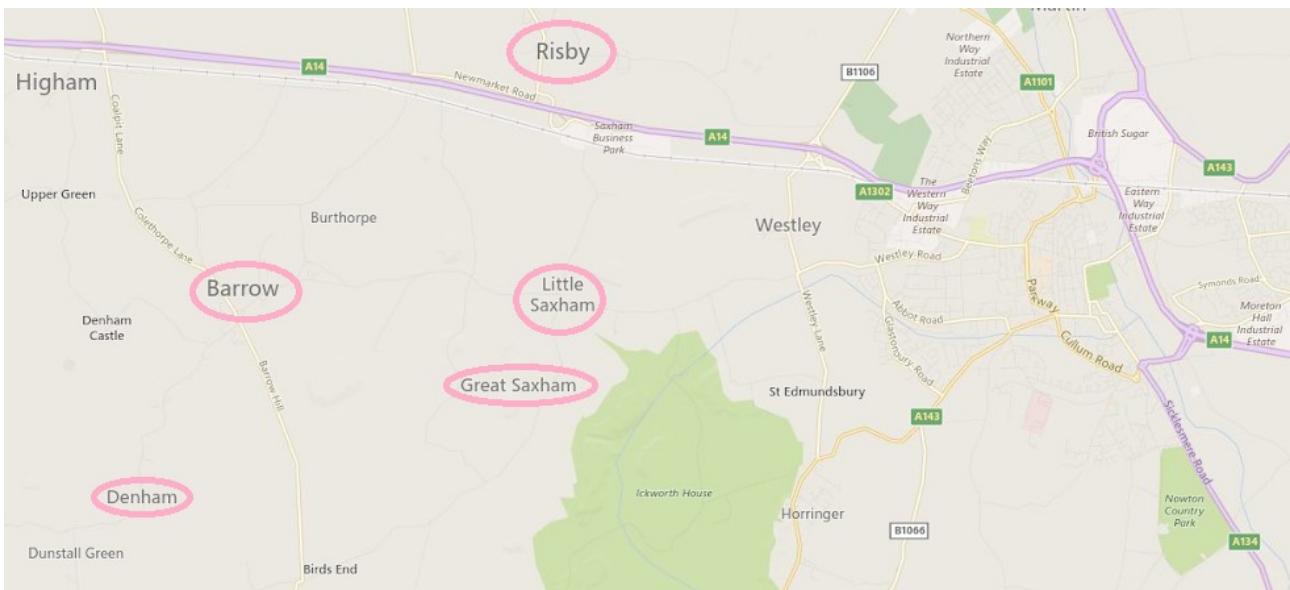 Martin
Risby
Northern
Way
Industrial
Estate
Higham
A14
B1106
A1101
Newmarket Road
Coalpit Lane
Saxham
Business
Park
A14
British Sugar
Beetons Way
A143
Upper Green
A1302
The
Western
Way
Industrial
Estate
Eastern
Way
Industrial
Estate
Burthorpe
Colethorpe Lane
Westley
Westley Road
Barrow
Little
Saxham
Symonds Road
Parkway
Abbot Road
Westley Lane
Glastonbury Road
Moreton
Hall
Industrial
Estate
Denham
Castle
Cullum Road
A14
Barrow Hill
Great Saxham
St Edmundsbury
A143
Sicklesmere Road
Denham
Ickworth House
Nowton
Country
Park
Horringer
B1066
A134
Dunstall Green
Birds End